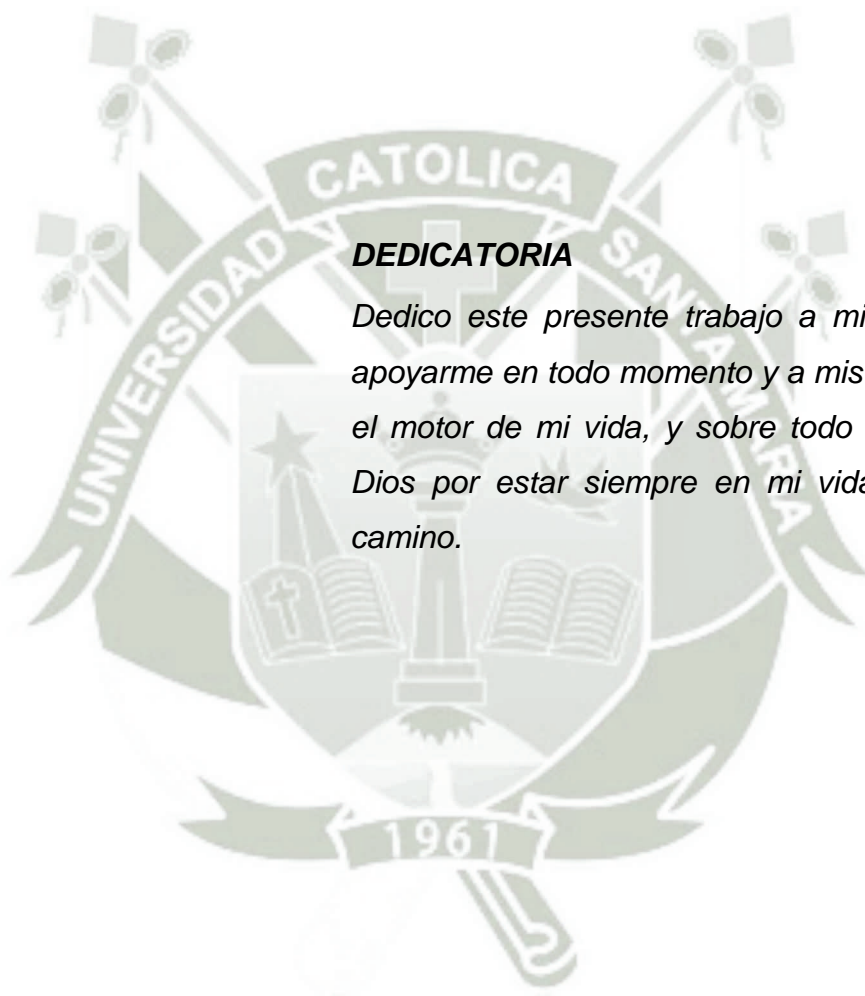 UNIVERSIDAD CATOLICA SANTA MARIA
DEDICATORIA
Dedico este presente trabajo a mi
apoyarme en todo momento y a mis
el motor de mi vida, y sobre todo
Dios por estar siempre en mi vida
camino.
1961